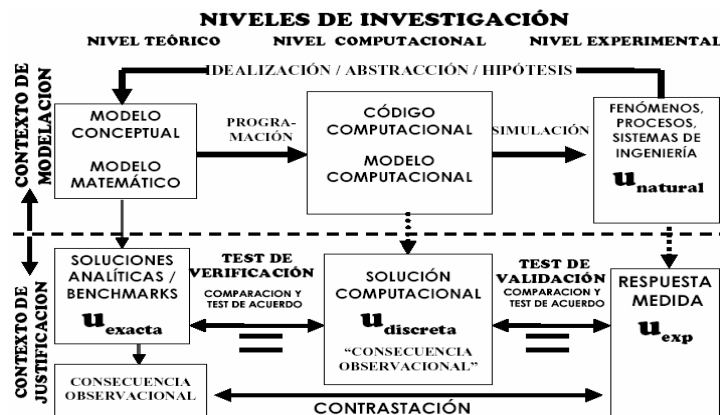 NIVELES DE INVESTIGACIÓN
NIVEL TEÔRICO NIVEL COMPUTACIONAL NIVEL EXPERIMENTAL
IDEALIZACIÓN / ABSTRACCIÓN / HIPÓTESIS
CONTEXTO DE
MODELACION
MODELO
CONCEPTUAL
MODELO
MATEMÁTICO
PROGRA-
MACIÓN
CÓDIGO
COMPUTACIONAL
MODELO
COMPUTACIONAL
SIMULACIÓN
FENÓMENOS,
PROCESOS,
SISTEMAS DE
INGENIERÍA
u natural
CONTEXTO DE
JUSTIFICACION
SOLUCIONES
ANALÍTICAS /
BENCHMARKS
u exacta
TEST DE
VERIFICACIÓN
COMPARACION Y
TEST DE ACUERDO
SOLUCIÓN
COMPUTACIONAL
u discreta
“CONSECUENCIA
OBSERVACIONAL”
TEST DE
VALIDACIÓN
COMPARACION Y
TEST DE ACUERDO
RESPUESTA
MEDIDA
u exp
CONSECUENCIA
OBSERVACIONAL
CONTRASTACIÓN